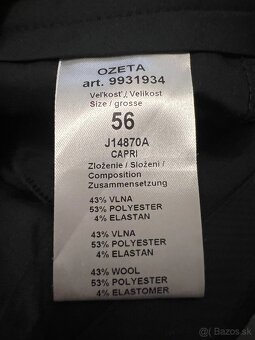 OZETA
art. 9931934
Veľkosť / Velikost
Size / grosse
56
J14870A
CAPRI
Zloženie / Složení /
Composition
Zusammensetzung
43% VLNA
53% POLYESTER
4% ELASTAN
43% VLNA
53% POLYESTER
4% ELASTAN
43% WOOL
53% POLYESTER
4% ELASTOMER
Bazos.sk